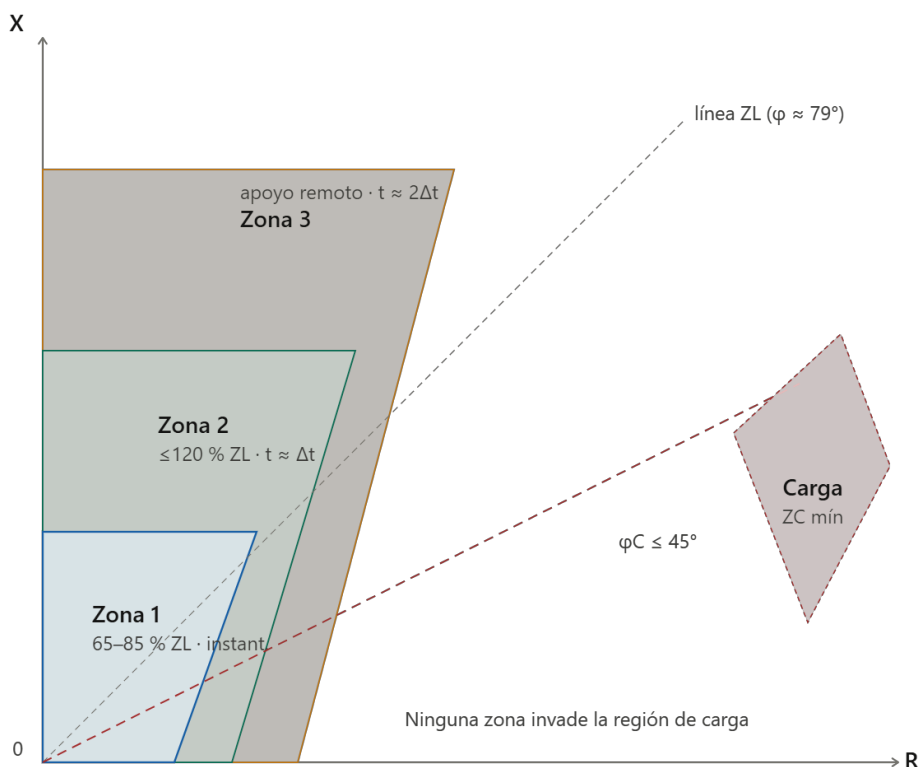 X
línea ZL (φ ≈ 79°)
apoyo remoto · t ≈ 2Δt
Zona 3
Zona 2
≤120 % ZL · t ≈ Δt
Carga
ZC mín
φC ≤ 45°
Zona 1
65–85 % ZL · instant
Ninguna zona invade la región de carga
0
R